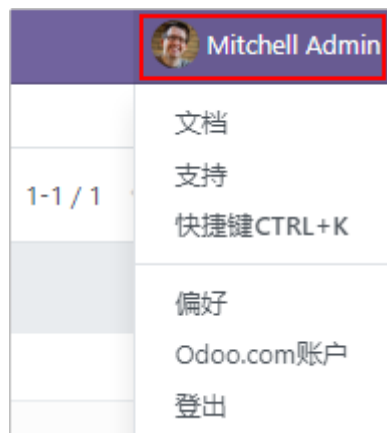 Mitchell Admin
文档
支持
1-1 / 1
快捷键CTRL+K
偏好
Odoo.com账户
登出